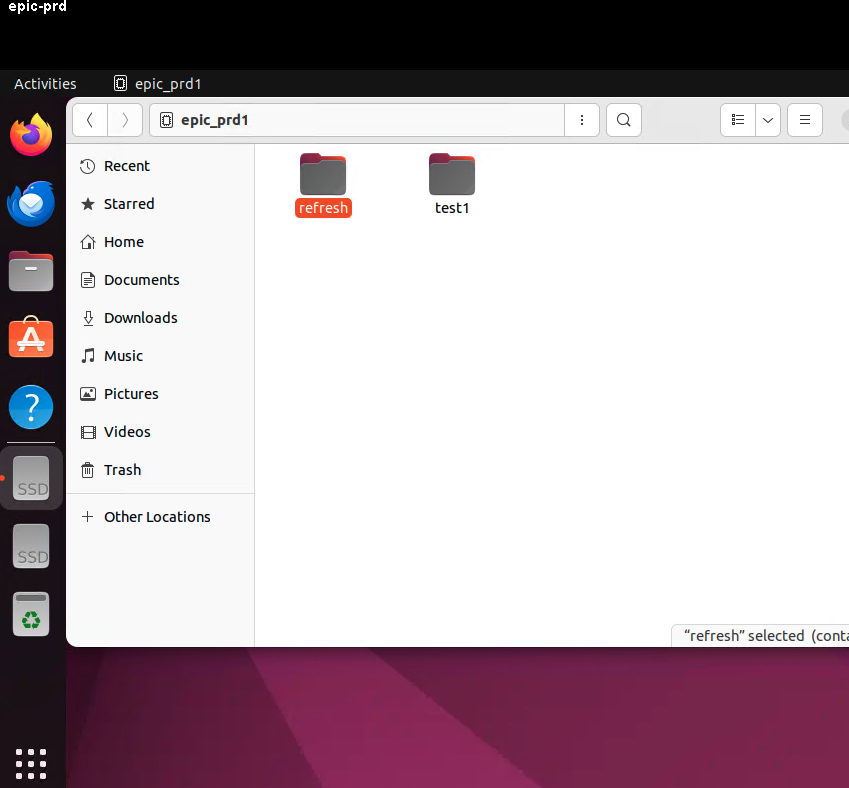 epic-prd
Activities epic_prd1
epic_prd1
Recent
Starred
Home
Documents
Downloads
Music
Pictures
Videos
Trash
Other Locations
refresh test1
SSD
SSD
"refresh" selected (conta